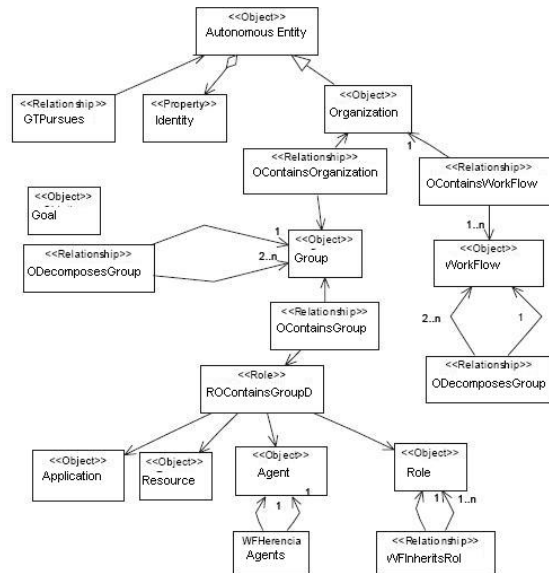 <<Object>>
Autonomous Entity
<<Relationship>>
GTPursues
<<Property>>
Identity
<<Object>>
Organization
<<Relationship>>
OContainsOrganization
1
<<Relationship>>
OContainsWorkFlow
<<Object>>
Goal
<<Relationship>>
ODecomposesGroup
1
2..n
<<Object>>
Group
1..n
<<Object>>
WorkFlow
<<Relationship>>
OContainsGroup
2..n
1
<<Relationship>>
ODecomposesGroup
<<Role>>
ROContainsGroupD
<<Object>>
Application
<<Object>>
Resource
<<Object>>
Agent
<<Object>>
Role
1
1
1
1..n
WFHerencia
Agents
<<Relationship>>
WFInheritsRol